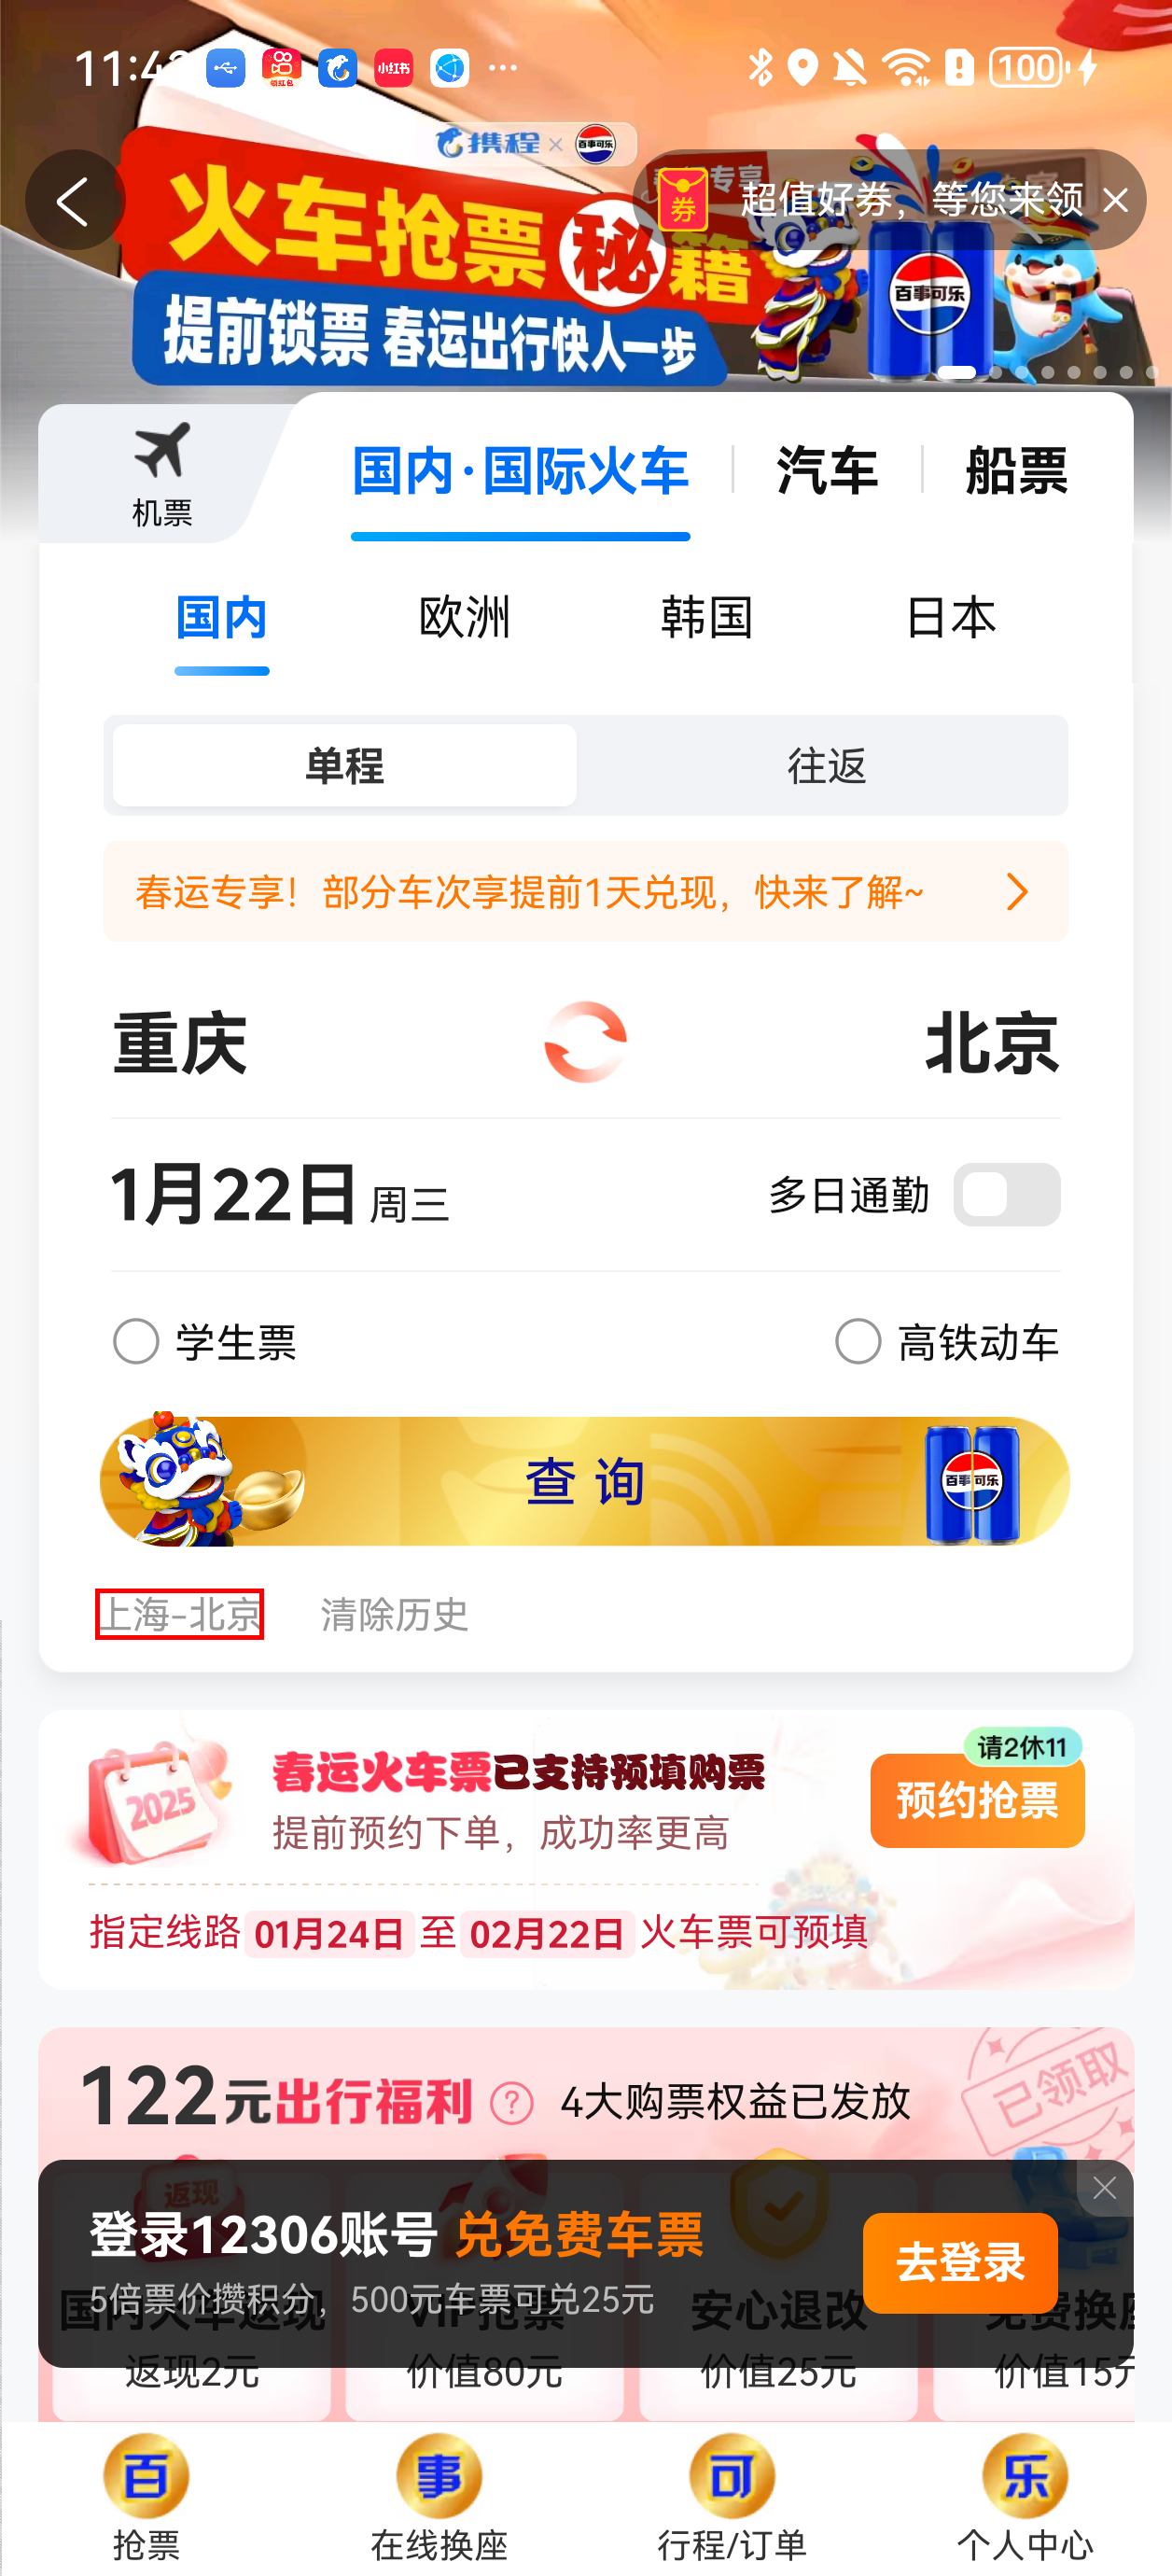 11:42
100
携程 × 百事可乐
火车抢票秘籍
券 超值好券，等您来领
提前锁票 春运出行快人一步
百事可乐
机票
国内·国际火车
汽车
船票
国内
欧洲
韩国
日本
单程
往返
春运专享！部分车次享提前1天兑现，快来了解~
重庆
北京
1月22日 周三
多日通勤
学生票
高铁动车
百事可乐
查 询
上海-北京
清除历史
请2休11
2025
春运火车票已支持预填购票
预约抢票
提前预约下单，成功率更高
指定线路 01月24日 至 02月22日 火车票可预填
已领取
122元出行福利 ? 4大购票权益已发放
返现
登录12306账号 兑免费车票
去登录
5倍票价攒积分，500元车票可兑25元
国内火车返现
VIP抢票
安心退改
免费换座
返现2元
价值80元
价值25元
价值15元
百
事
可
乐
抢票
在线换座
行程/订单
个人中心